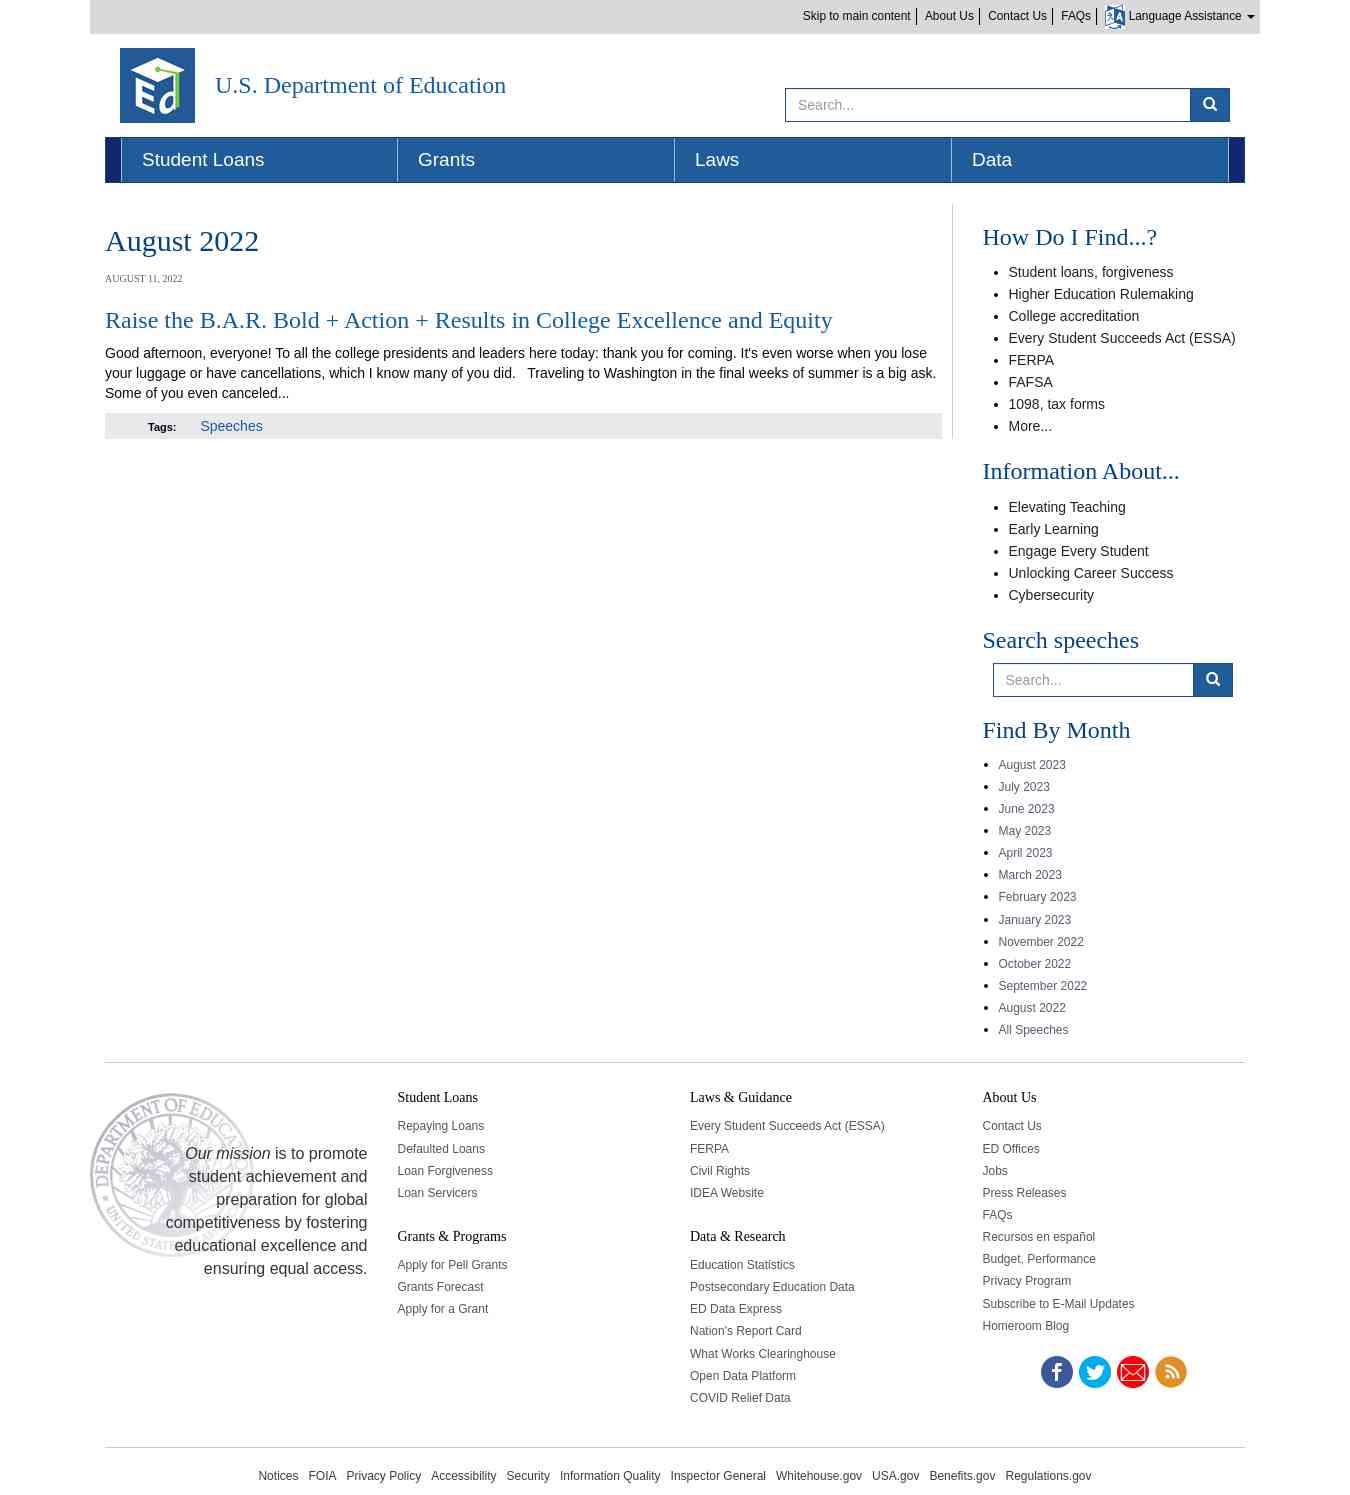 Skip to main content
About Us
Contact Us
FAQs
Language Assistance
Ed
U.S. Department of Education
Search...
Student Loans
Grants
Laws
Data
August 2022
AUGUST 11, 2022
Raise the B.A.R. Bold + Action + Results in College Excellence and Equity
Good afternoon, everyone! To all the college presidents and leaders here today: thank you for coming. It's even worse when you lose
your luggage or have cancellations, which I know many of you did.   Traveling to Washington in the final weeks of summer is a big ask.
Some of you even canceled...
Tags: Speeches
How Do I Find...?
Student loans, forgiveness
Higher Education Rulemaking
College accreditation
Every Student Succeeds Act (ESSA)
FERPA
FAFSA
1098, tax forms
More...
Information About...
Elevating Teaching
Early Learning
Engage Every Student
Unlocking Career Success
Cybersecurity
Search speeches
Search...
Find By Month
August 2023
July 2023
June 2023
May 2023
April 2023
March 2023
February 2023
January 2023
November 2022
October 2022
September 2022
August 2022
All Speeches
Our mission is to promote
student achievement and
preparation for global
competitiveness by fostering
educational excellence and
ensuring equal access.
Student Loans
Repaying Loans
Defaulted Loans
Loan Forgiveness
Loan Servicers
Grants & Programs
Apply for Pell Grants
Grants Forecast
Apply for a Grant
Laws & Guidance
Every Student Succeeds Act (ESSA)
FERPA
Civil Rights
IDEA Website
Data & Research
Education Statistics
Postsecondary Education Data
ED Data Express
Nation's Report Card
What Works Clearinghouse
Open Data Platform
COVID Relief Data
About Us
Contact Us
ED Offices
Jobs
Press Releases
FAQs
Recursos en español
Budget, Performance
Privacy Program
Subscribe to E-Mail Updates
Homeroom Blog
Notices FOIA Privacy Policy Accessibility Security Information Quality Inspector General Whitehouse.gov USA.gov Benefits.gov Regulations.gov